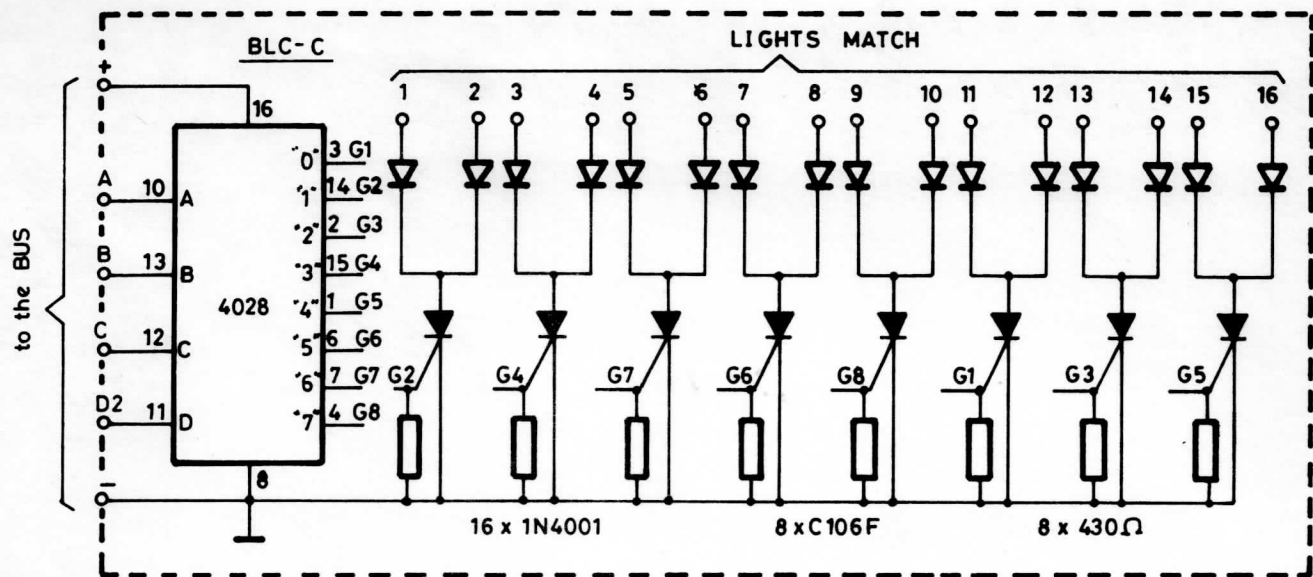 BLC-C
LIGHTS MATCH
1 2 3 4 5 6 7 8 9 10 11 12 13 14 15 16
to the BUS
+
16
A 10 A
B 13 B
C 12 C
D2 11 D
4028
"0" 3 G1
"1" 14 G2
"2" 2 G3
"3" 15 G4
"4" 1 G5
"5" 6 G6
"6" 7 G7
"7" 4 G8
8
–
G2 G4 G7 G6 G8 G1 G3 G5
16 x 1N4001 8 x C106F 8 x 430Ω